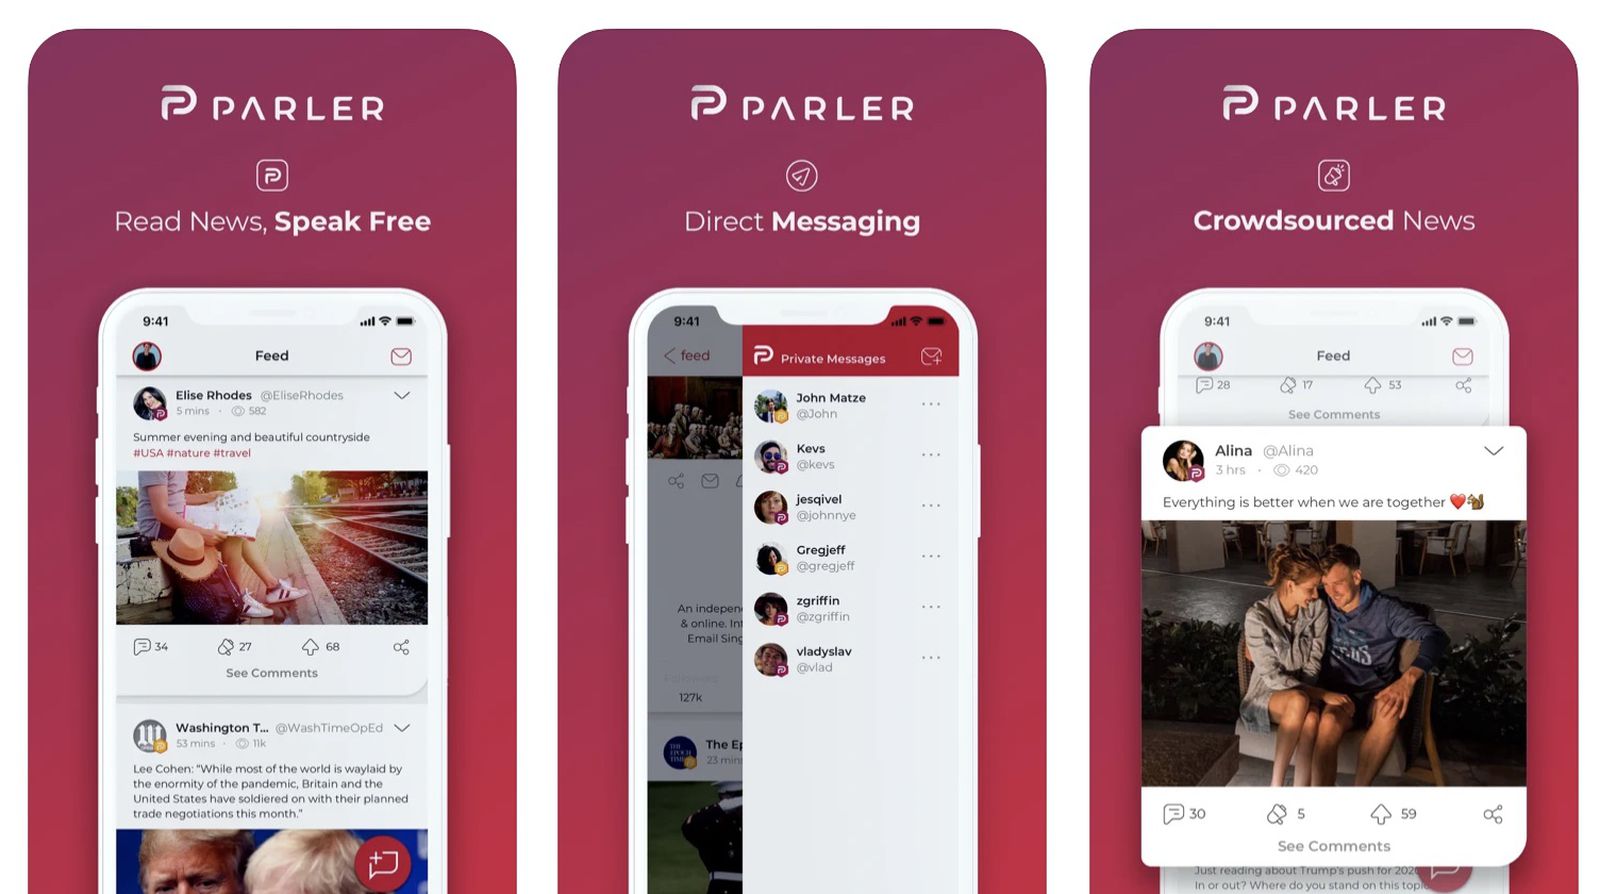 PARLER
Read News, Speak Free
9:41
Feed
Elise Rhodes @EliseRhodes
5 mins · 582
Summer evening and beautiful countryside
#USA #nature #travel
34 27 68
See Comments
Washington T... @WashTimeOpEd
53 mins · 11k
Lee Cohen: "While most of the world is waylaid by
the enormity of the pandemic, Britain and the
United States have soldiered on with their planned
trade negotiations this month."
PARLER
Direct Messaging
9:41
feed
Private Messages
John Matze
@John
Kevs
@kevs
jesqivel
@johnnye
Gregjeff
@gregjeff
zgriffin
@zgriffin
vladyslav
@vlad
An indepen
& online. Int
Email Sing
Followers
127k
THE
EPOCH
TIM
The Ep
23 min
PARLER
Crowdsourced News
9:41
Feed
28 17 53
See Comments
Alina @Alina
3 hrs · 420
Everything is better when we are together ❤️🐿️
30 5 59
See Comments
Just reading about Trump's push for 202
In or out? Where do you stand on this topi